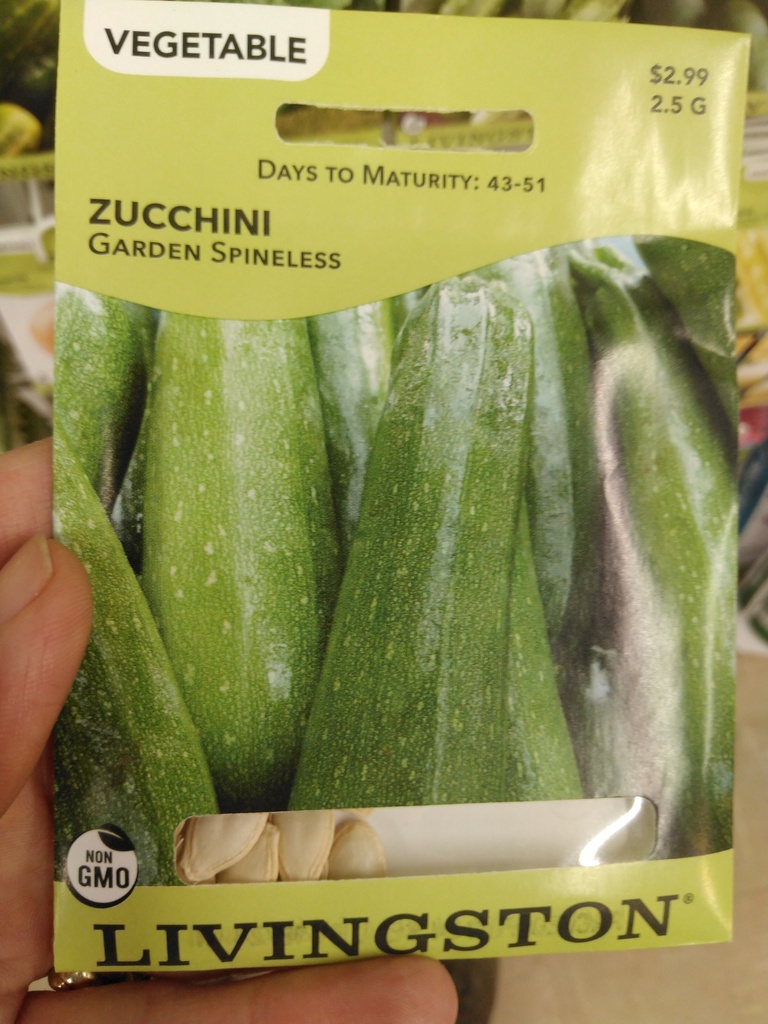 VEGETABLE
$2.99
2.5 G
DAYS TO MATURITY: 43-51
ZUCCHINI
GARDEN SPINELESS
NON
GMO
LIVINGSTON®